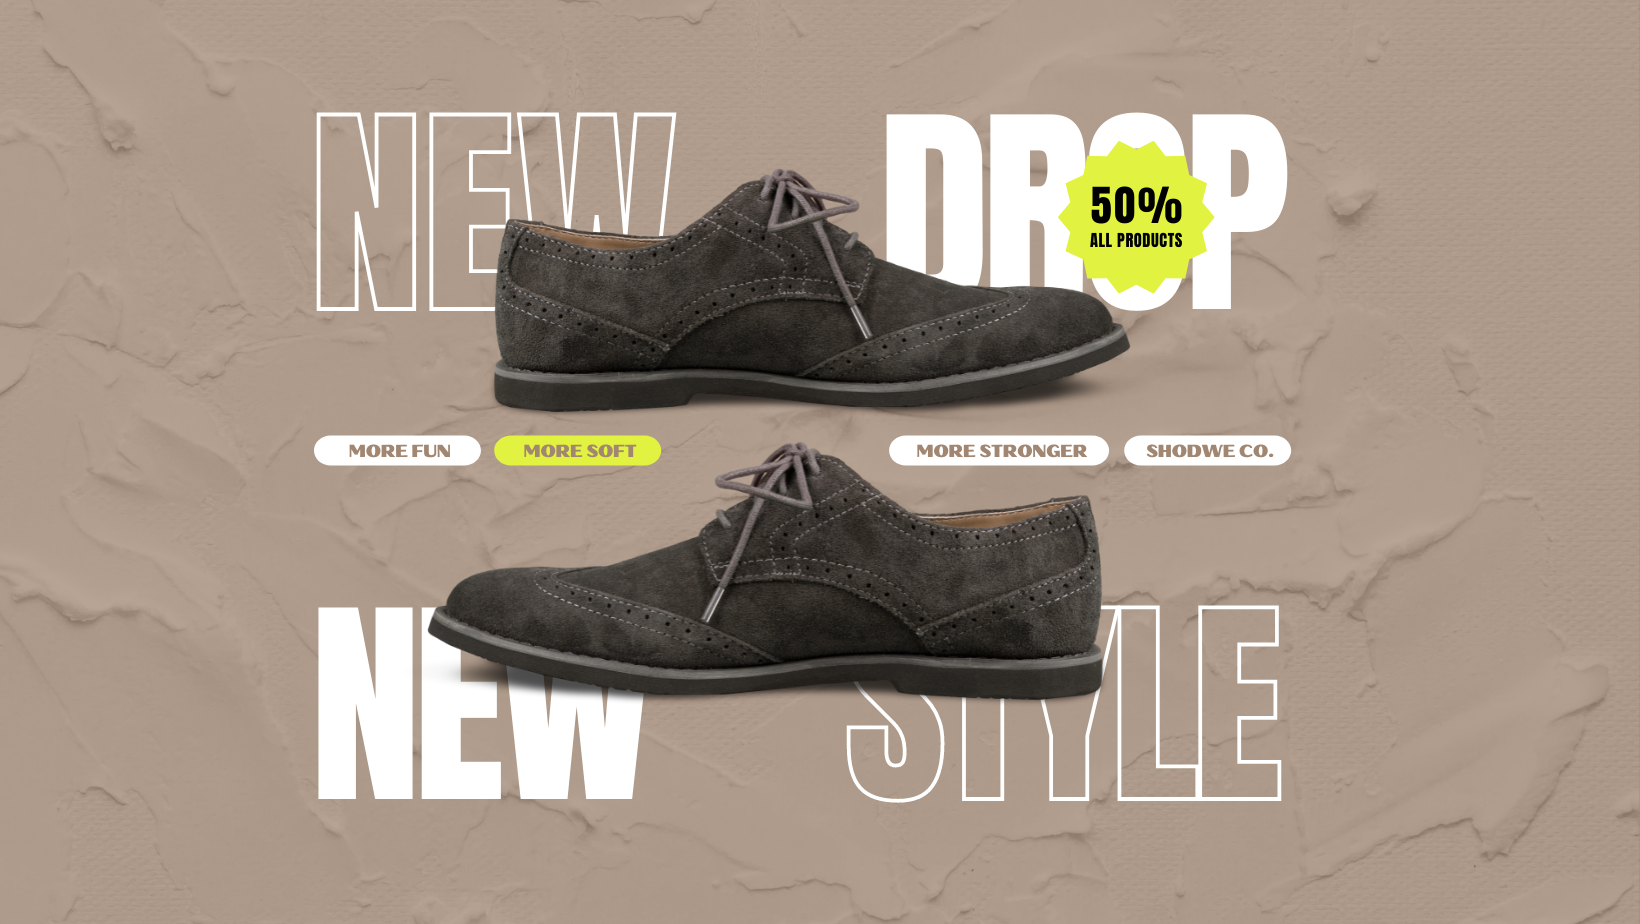 NEW DROP
50%
ALL PRODUCTS
MORE FUN
MORE SOFT
MORE STRONGER
SHODWE CO.
NEW STYLE